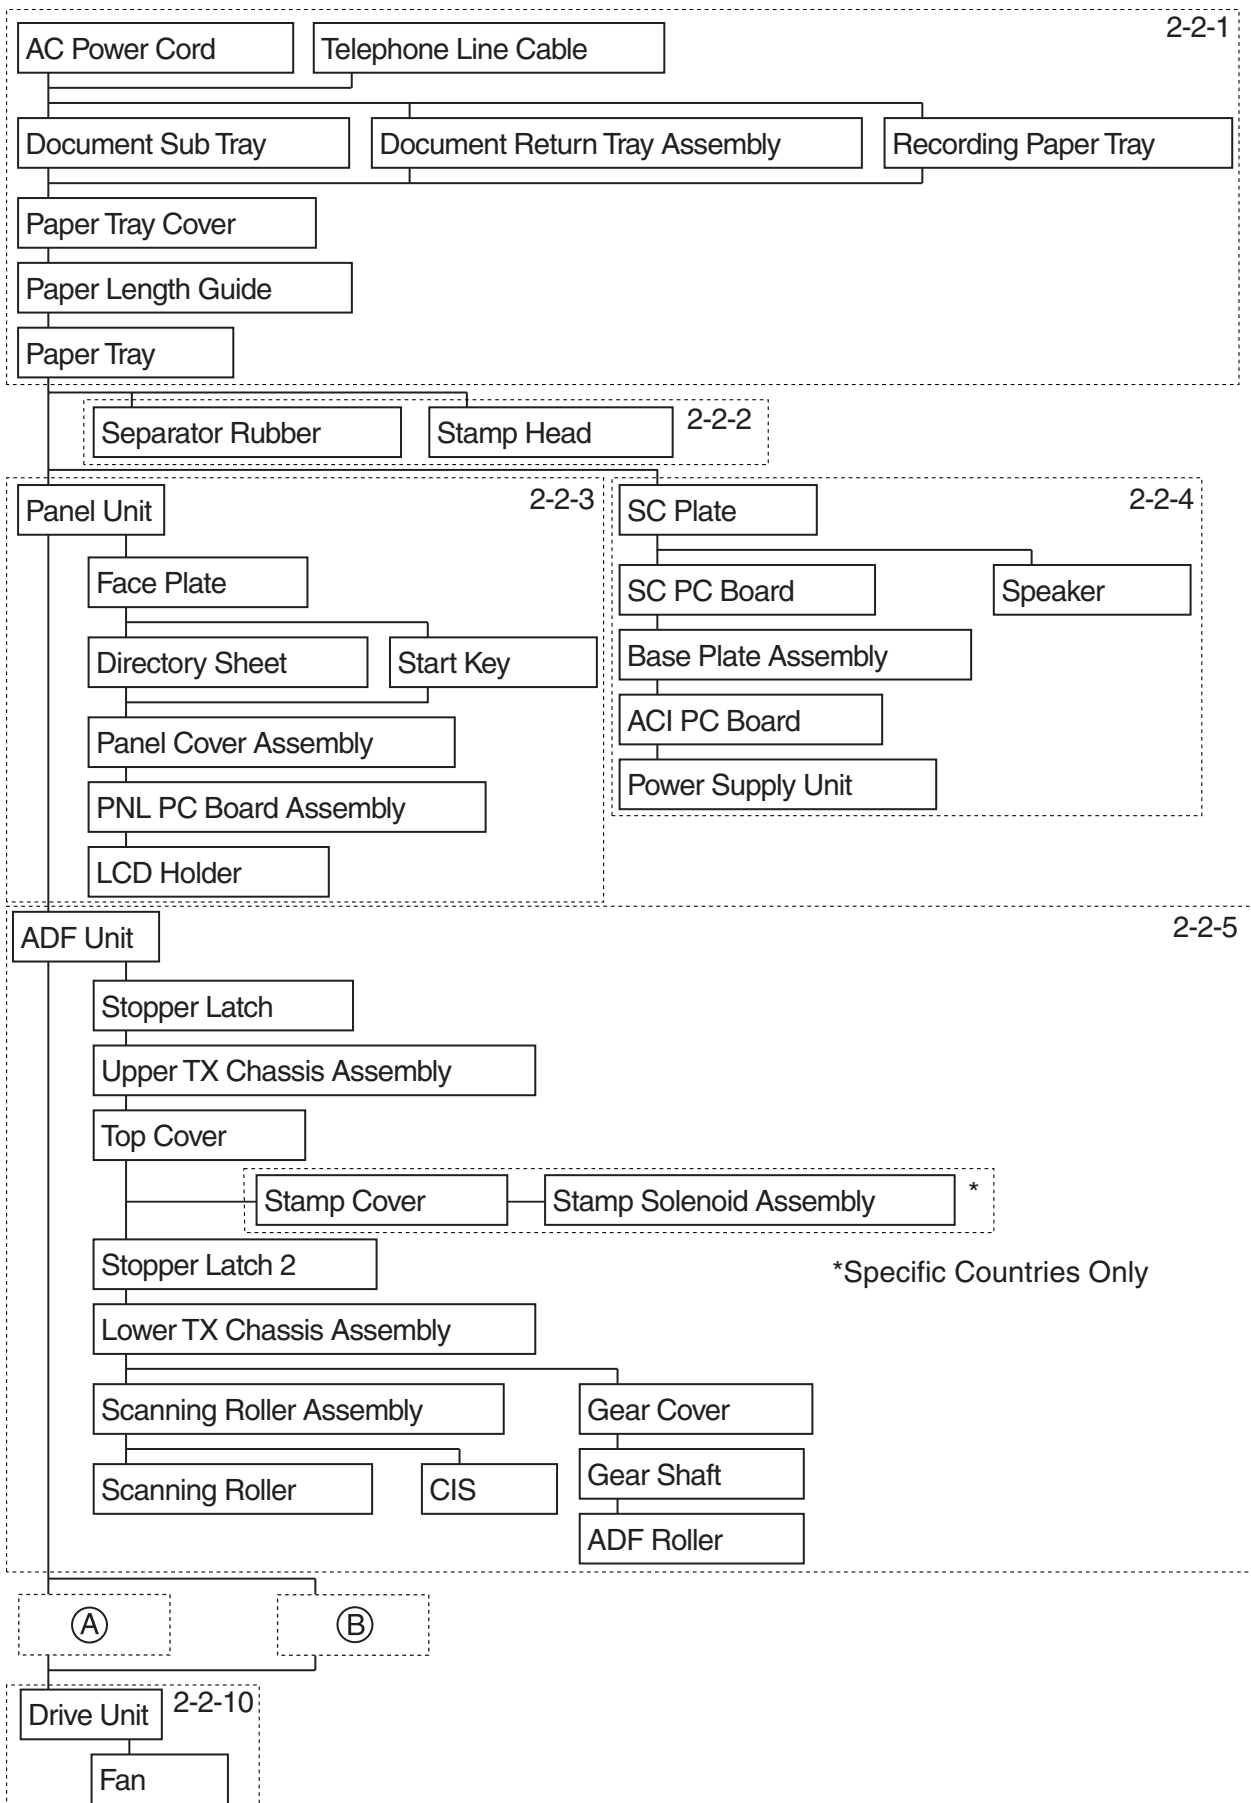 2-2-1
AC Power Cord
Telephone Line Cable
Document Sub Tray
Document Return Tray Assembly
Recording Paper Tray
Paper Tray Cover
Paper Length Guide
Paper Tray
Separator Rubber
Stamp Head
2-2-2
Panel Unit
2-2-3
Face Plate
Directory Sheet
Start Key
Panel Cover Assembly
PNL PC Board Assembly
LCD Holder
SC Plate
2-2-4
SC PC Board
Speaker
Base Plate Assembly
ACI PC Board
Power Supply Unit
ADF Unit
2-2-5
Stopper Latch
Upper TX Chassis Assembly
Top Cover
Stamp Cover
Stamp Solenoid Assembly
*
Stopper Latch 2
*Specific Countries Only
Lower TX Chassis Assembly
Scanning Roller Assembly
Gear Cover
Scanning Roller
CIS
Gear Shaft
ADF Roller
A
B
Drive Unit
2-2-10
Fan